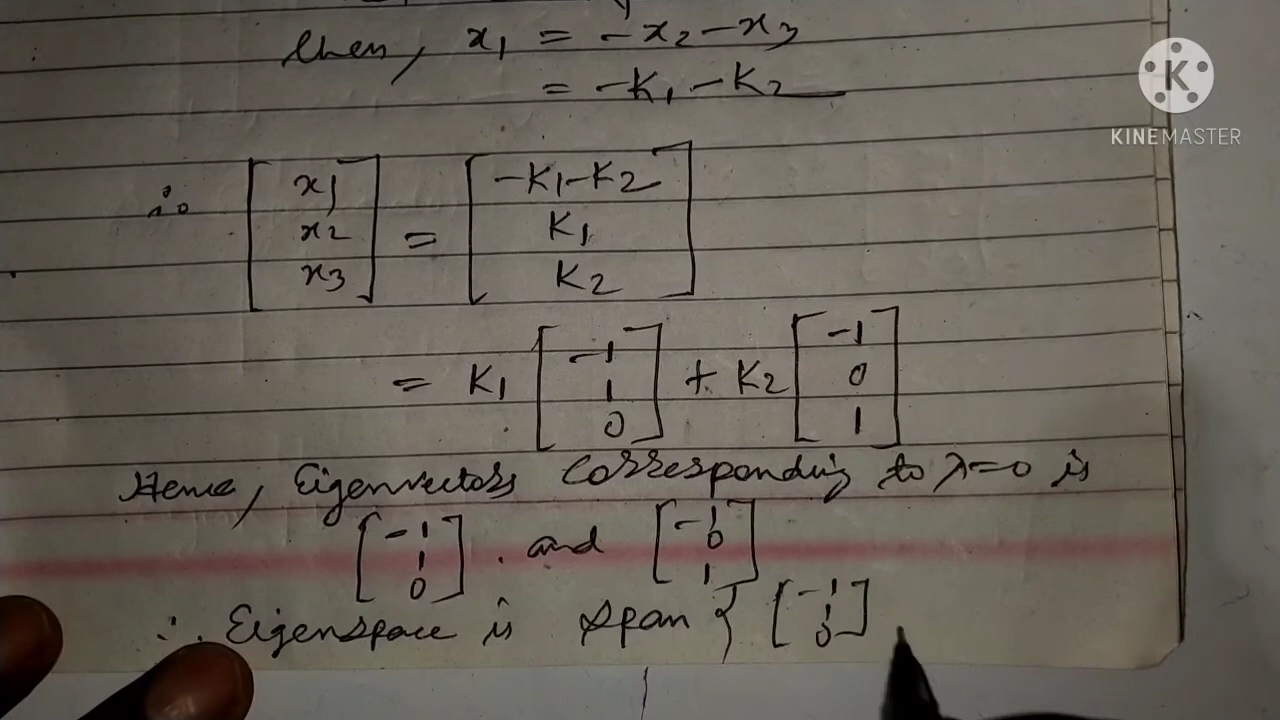 then, x₁ = -x₂-x₃
= -K₁-K₂
K
KINEMASTER
∴ [x₁ x₂ x₃] = [-K₁-K₂ K₁ K₂]
= K₁ [-1 1 0] + K₂ [-1 0 1]
Hence, Eigenvectors corresponding to λ=0 is
[-1 1 0] . and [-1 0 1]
∴ Eigenspace is span { [-1 1 0]